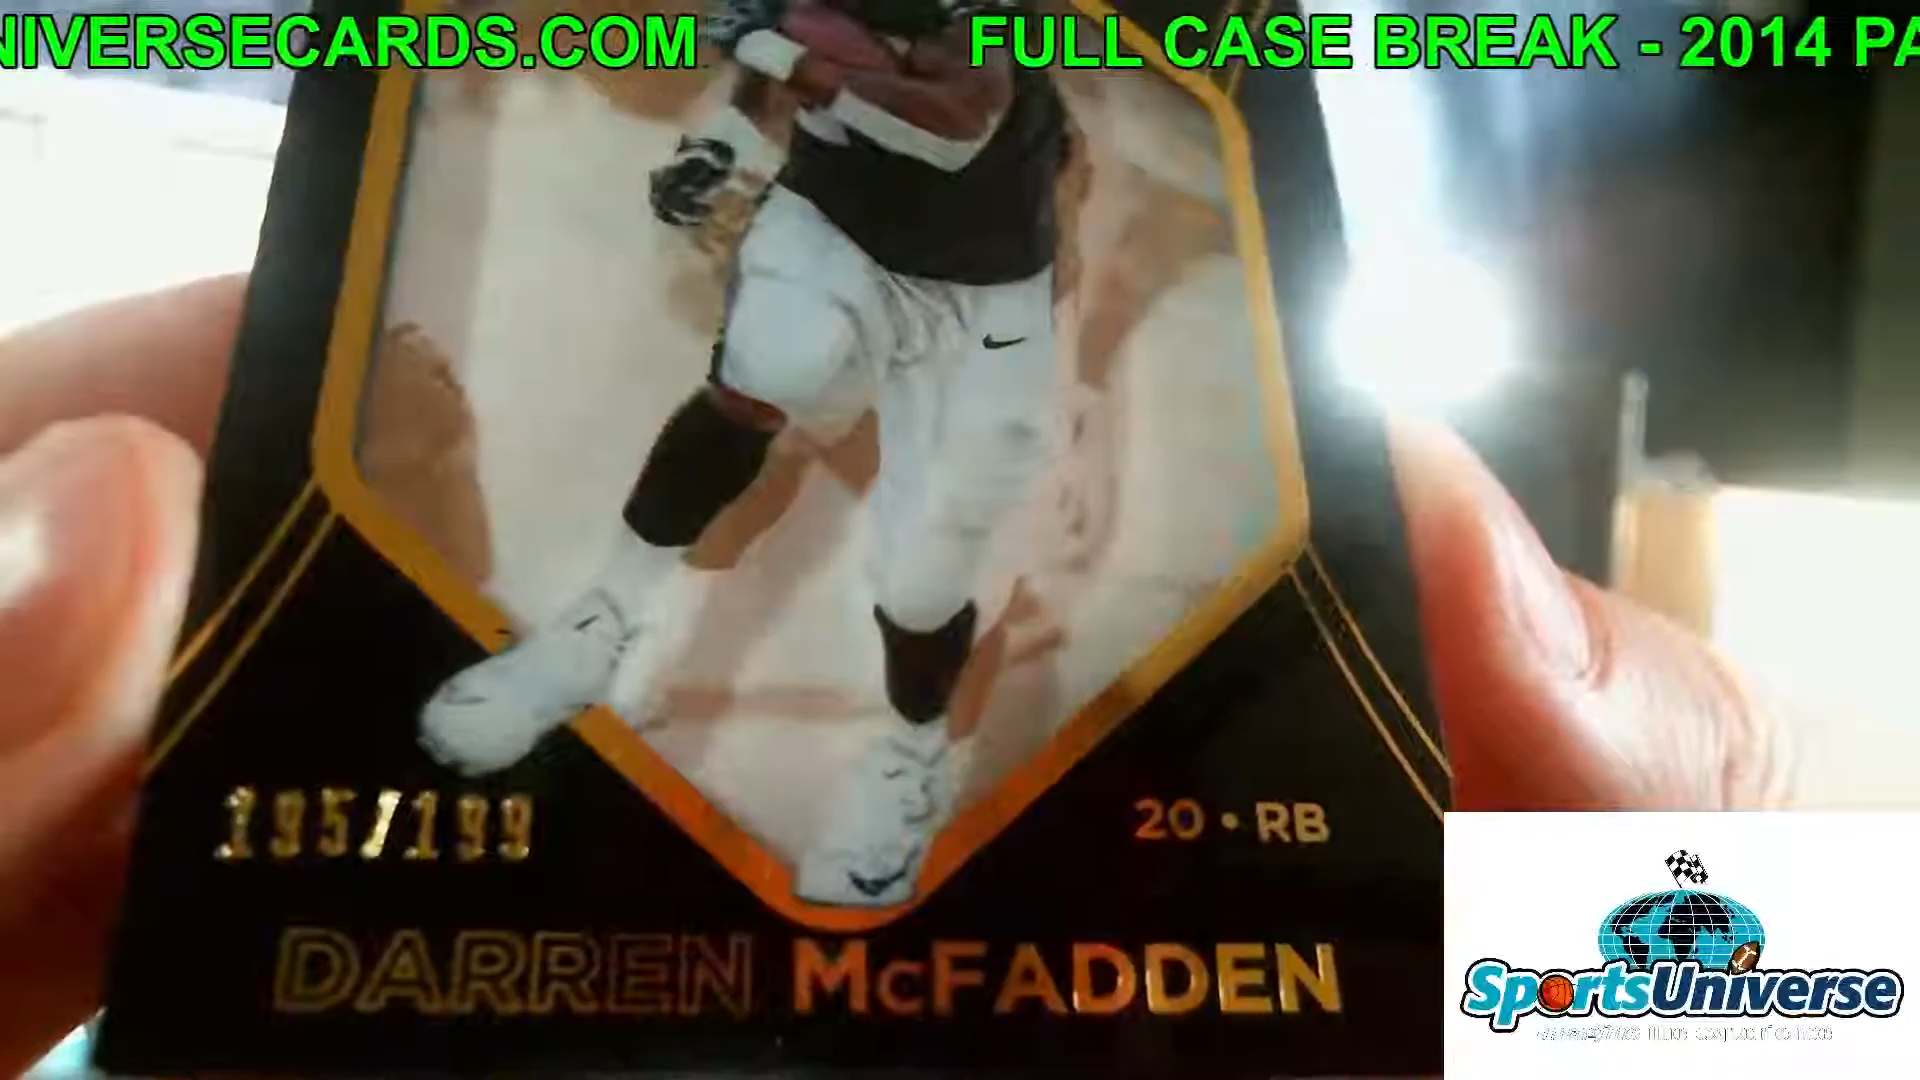 NIVERSECARDS.COM FULL CASE BREAK - 2014 PA
195/199
20 • RB
DARREN McFADDEN
SportsUniverse